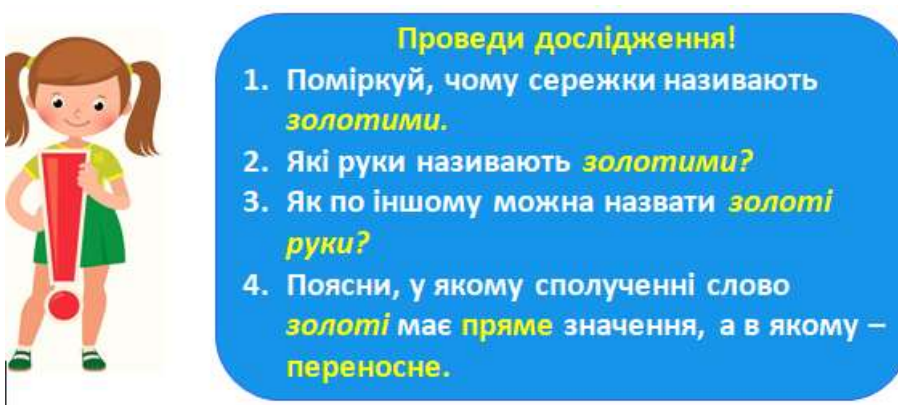 Проведи дослідження!
1. Поміркуй, чому сережки називають
золотими.
2. Які руки називають золотими?
3. Як по іншому можна назвати золоті
руки?
4. Поясни, у якому сполученні слово
золоті має пряме значення, а в якому –
переносне.